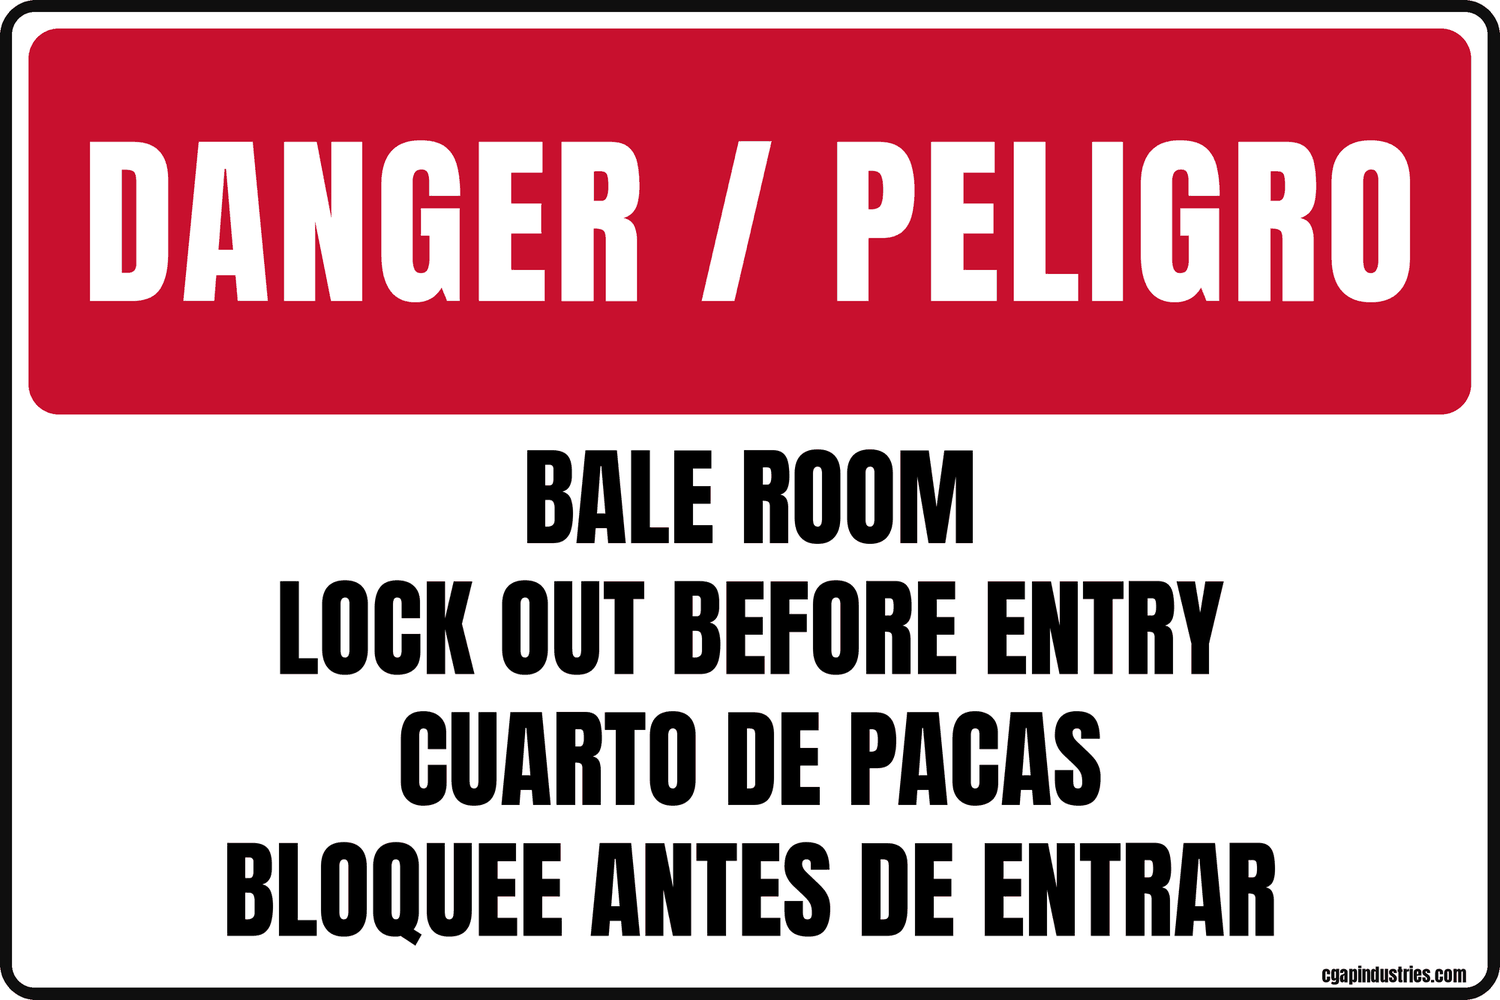 DANGER / PELIGRO
BALE ROOM
LOCK OUT BEFORE ENTRY
CUARTO DE PACAS
BLOQUEE ANTES DE ENTRAR
cgapindustries.com